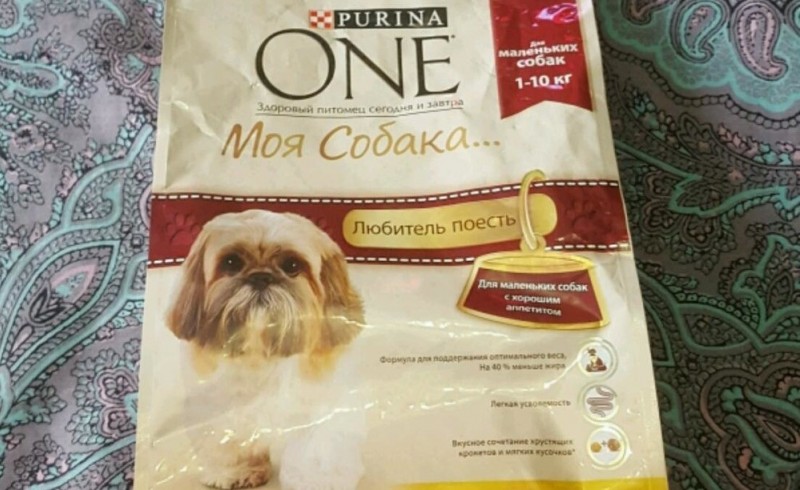 PURINA
ONE
Здоровый питомец сегодня и завтра
Моя Собака...
Для
маленьких
собак
1-10 кг
Любитель поесть
Для маленьких собак
с хорошим
аппетитом
Формула для поддержания оптимального веса,
На 40 % меньше жира
Легкая усвояемость
Вкусное сочетание хрустящих
крокетов и мягких кусочков*